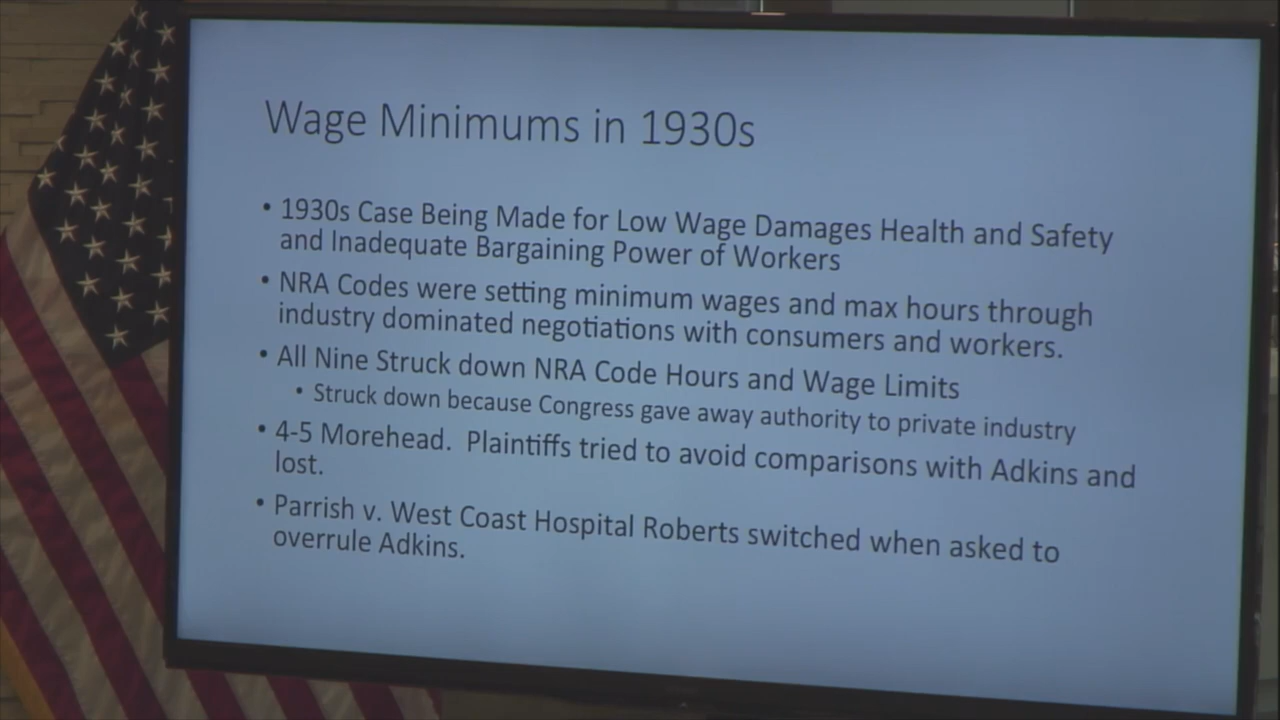 Wage Minimums in 1930s
• 1930s Case Being Made for Low Wage Damages Health and Safety
and Inadequate Bargaining Power of Workers
• NRA Codes were setting minimum wages and max hours through
industry dominated negotiations with consumers and workers.
• All Nine Struck down NRA Code Hours and Wage Limits
• Struck down because Congress gave away authority to private industry
• 4-5 Morehead.  Plaintiffs tried to avoid comparisons with Adkins and
lost.
• Parrish v. West Coast Hospital Roberts switched when asked to
overrule Adkins.